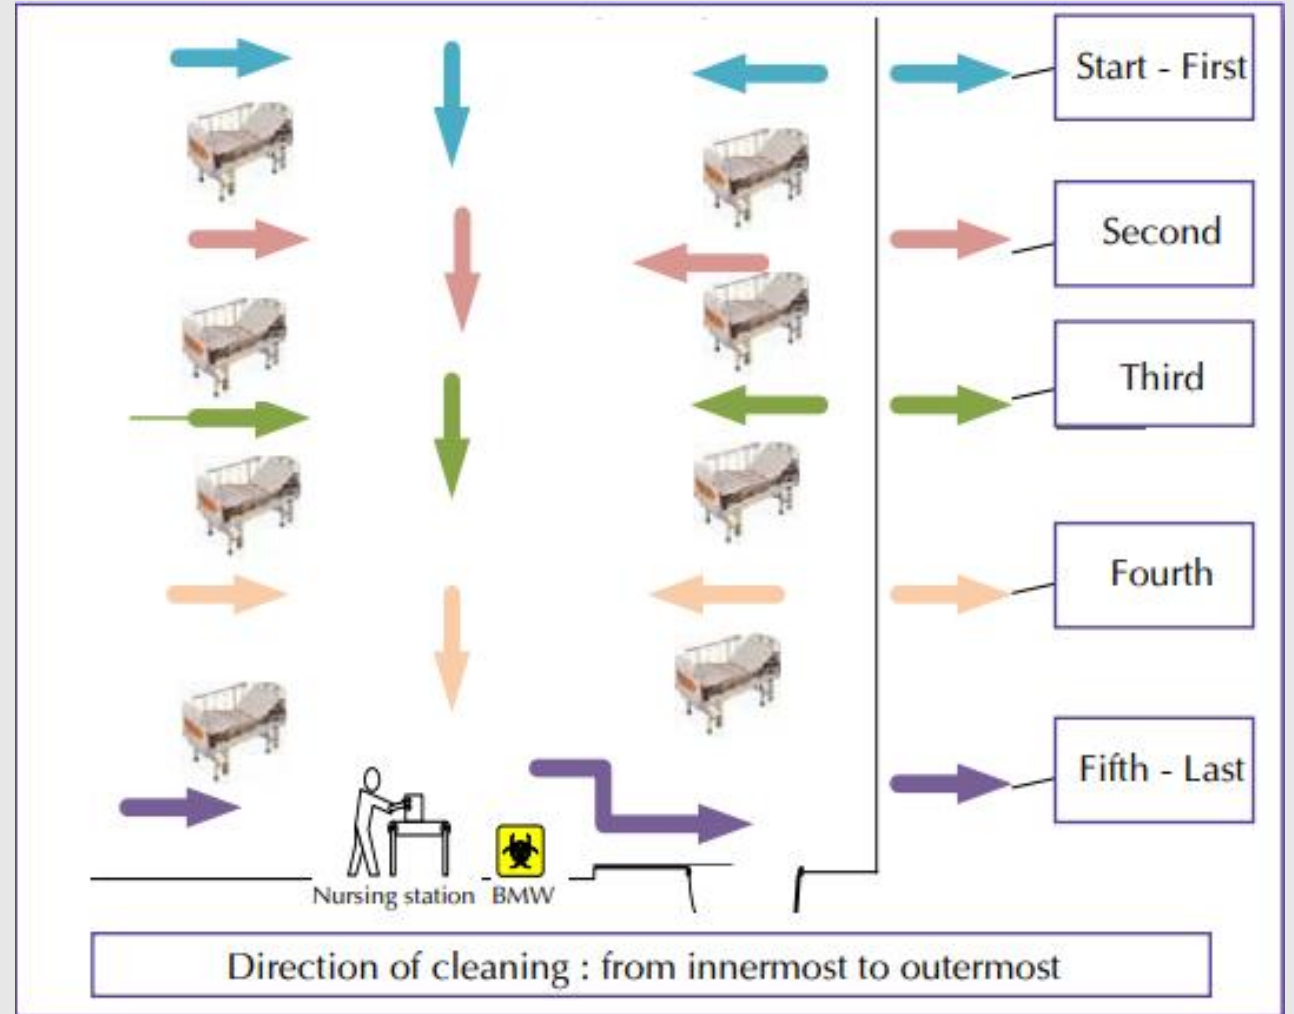 Start - First
Second
Third
Fourth
Fifth - Last
Nursing station BMW
Direction of cleaning : from innermost to outermost